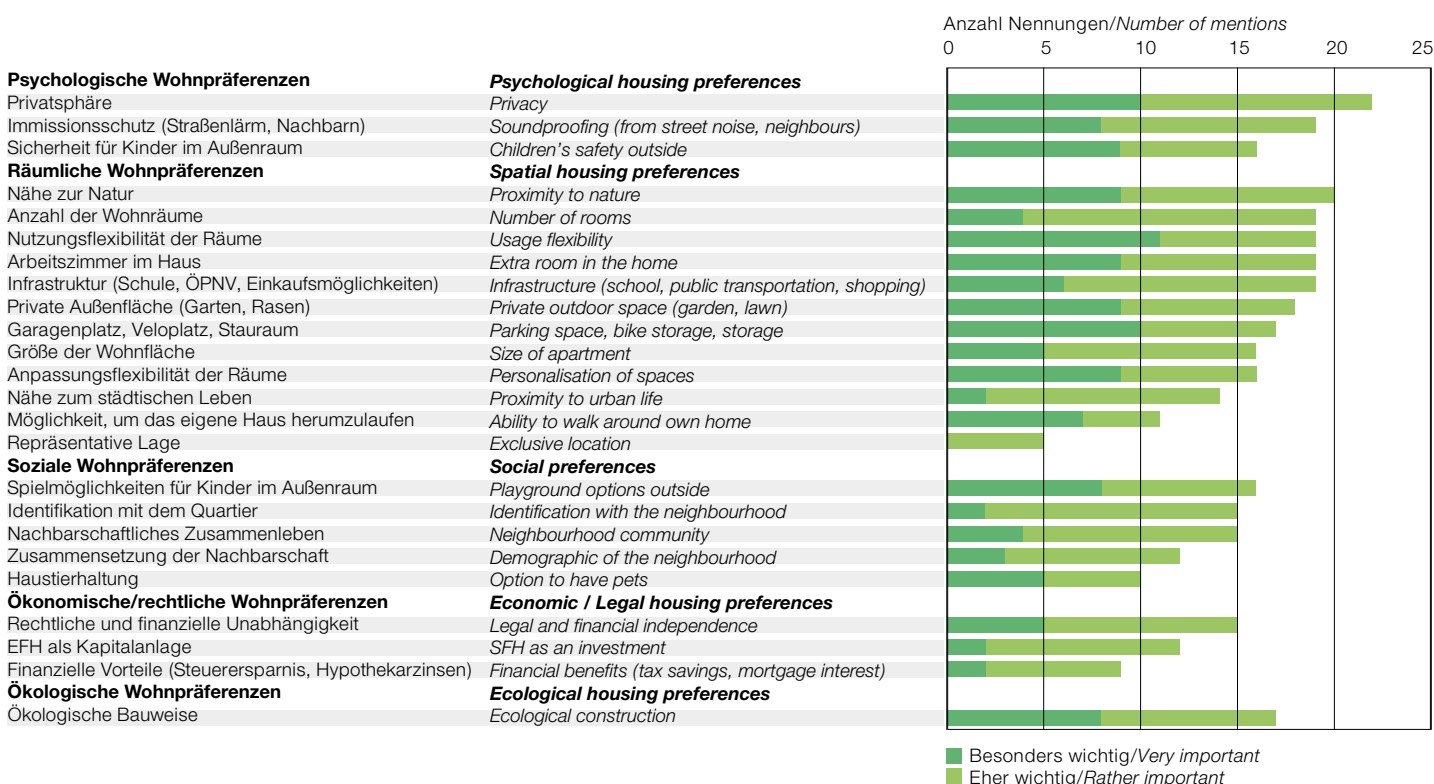 Anzahl Nennungen/Number of mentions
0 5 10 15 20 25
Psychologische Wohnpräferenzen Psychological housing preferences
Privatsphäre Privacy
Immissionsschutz (Straßenlärm, Nachbarn) Soundproofing (from street noise, neighbours)
Sicherheit für Kinder im Außenraum Children's safety outside
Räumliche Wohnpräferenzen Spatial housing preferences
Nähe zur Natur Proximity to nature
Anzahl der Wohnräume Number of rooms
Nutzungsflexibilität der Räume Usage flexibility
Arbeitszimmer im Haus Extra room in the home
Infrastruktur (Schule, ÖPNV, Einkaufsmöglichkeiten) Infrastructure (school, public transportation, shopping)
Private Außenfläche (Garten, Rasen) Private outdoor space (garden, lawn)
Garagenplatz, Veloplatz, Stauraum Parking space, bike storage, storage
Größe der Wohnfläche Size of apartment
Anpassungsflexibilität der Räume Personalisation of spaces
Nähe zum städtischen Leben Proximity to urban life
Möglichkeit, um das eigene Haus herumzulaufen Ability to walk around own home
Repräsentative Lage Exclusive location
Soziale Wohnpräferenzen Social preferences
Spielmöglichkeiten für Kinder im Außenraum Playground options outside
Identifikation mit dem Quartier Identification with the neighbourhood
Nachbarschaftliches Zusammenleben Neighbourhood community
Zusammensetzung der Nachbarschaft Demographic of the neighbourhood
Haustierhaltung Option to have pets
Ökonomische/rechtliche Wohnpräferenzen Economic / Legal housing preferences
Rechtliche und finanzielle Unabhängigkeit Legal and financial independence
EFH als Kapitalanlage SFH as an investment
Finanzielle Vorteile (Steuerersparnis, Hypothekarzinsen) Financial benefits (tax savings, mortgage interest)
Ökologische Wohnpräferenzen Ecological housing preferences
Ökologische Bauweise Ecological construction
Besonders wichtig/Very important
Eher wichtig/Rather important